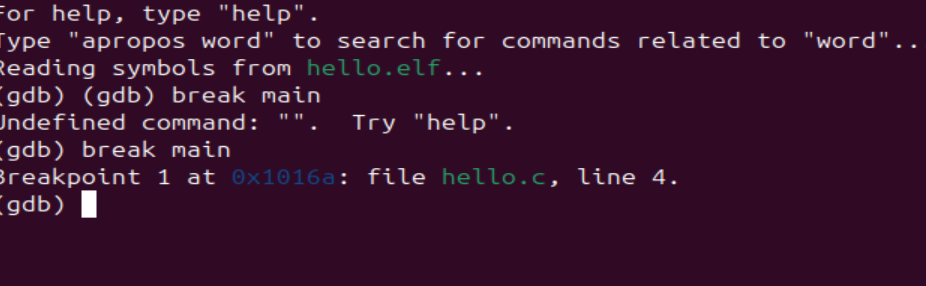 For help, type "help".
Type "apropos word" to search for commands related to "word"..
Reading symbols from hello.elf...
(gdb) (gdb) break main
Undefined command: "". Try "help".
(gdb) break main
Breakpoint 1 at 0x1016a: file hello.c, line 4.
(gdb)